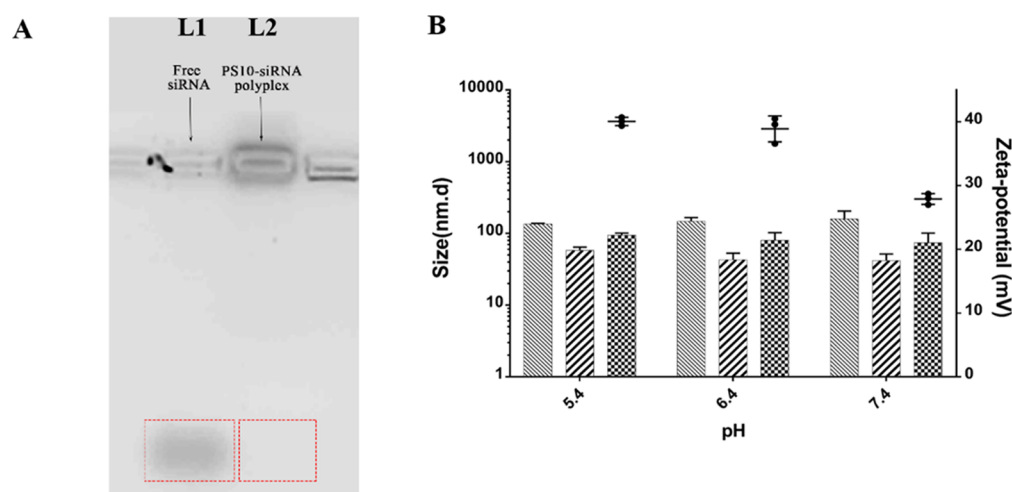 A
L1 L2
Free
siRNA
PS10-siRNA
polyplex
B
Size(nm.d)
10000
1000
100
10
1
Zeta-potential (mV)
40
30
20
10
0
5.4
6.4
7.4
pH